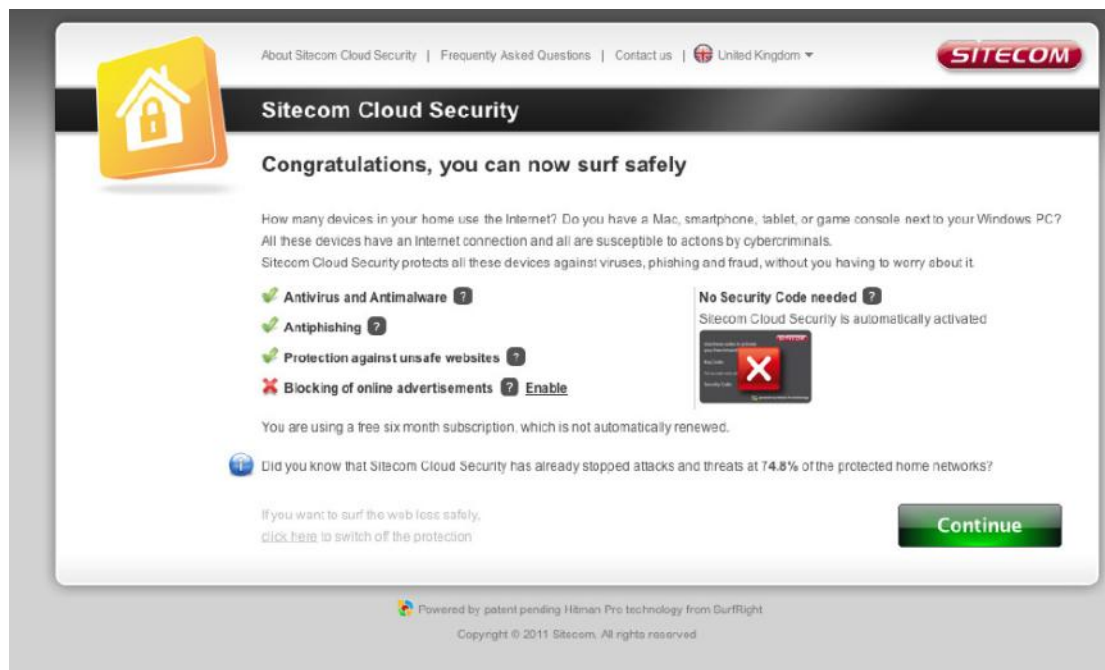 About Sitecom Cloud Security | Frequently Asked Questions | Contact us | United Kingdom
SITECOM
Sitecom Cloud Security
Congratulations, you can now surf safely
How many devices in your home use the Internet? Do you have a Mac, smartphone, tablet, or game console next to your Windows PC?
All these devices have an Internet connection and all are susceptible to actions by cybercriminals.
Sitecom Cloud Security protects all these devices against viruses, phishing and fraud, without you having to worry about it.
Antivirus and Antimalware ?
Antiphishing ?
Protection against unsafe websites ?
Blocking of online advertisements ? Enable
No Security Code needed ?
Sitecom Cloud Security is automatically activated
SITECOM
You are using a free six month subscription, which is not automatically renewed.
Did you know that Sitecom Cloud Security has already stopped attacks and threats at 74.8% of the protected home networks?
If you want to surf the web less safely,
click here to switch off the protection
Continue
Powered by patent pending Hitman Pro technology from SurfRight
Copyright © 2011 Sitecom. All rights reserved